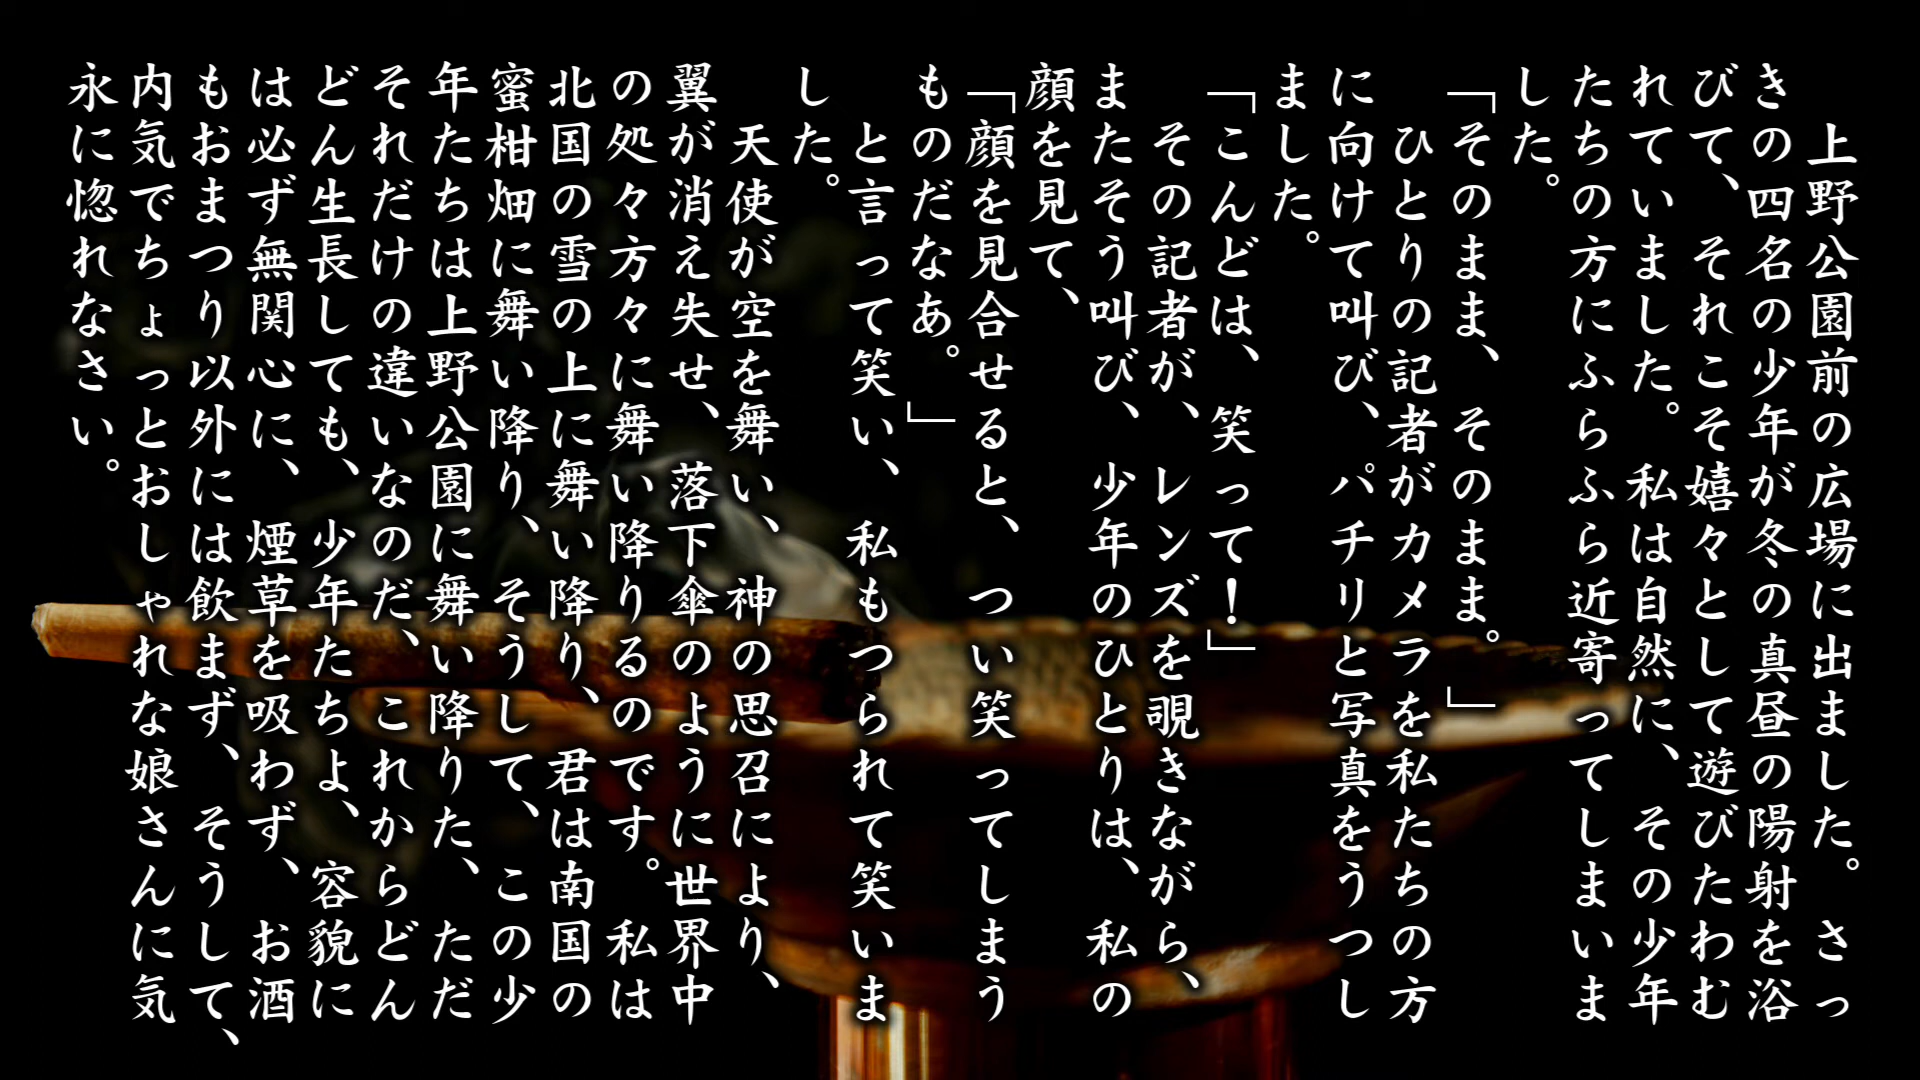 上野公園前の広場に出ました。さっ
きの四名の少年が冬の真昼の陽射を浴
びて、それこそ嬉々として遊びたわむ
れていました。私は自然に、その少年
たちの方にふらふら近寄ってしまいま
した。
「そのまま、そのまま。」
　ひとりの記者がカメラを私たちの方
に向けて叫び、パチリと写真をうつし
ました。
「こんどは、笑って！」
　その記者が、レンズを覗きながら、
またそう叫び、少年のひとりは、私の
顔を見て、
「顔を見合せると、つい笑ってしまう
ものだなあ。」
　と言って笑い、私もつられて笑いま
した。
　天使が空を舞い、神の思召により、
翼が消え失せ、落下傘のように世界中
の処々方々に舞い降りるのです。私は
北国の雪の上に舞い降り、君は南国の
蜜柑畑に舞い降り、そうして、この少
年たちは上野公園に舞い降りた、ただ
それだけの違いなのだ、これからどん
どん生長しても、少年たちよ、容貌に
は必ず無関心に、煙草を吸わず、お酒
もおまつり以外には飲まず、そうして、
内気でちょっとおしゃれな娘さんに気
永に惚れなさい。